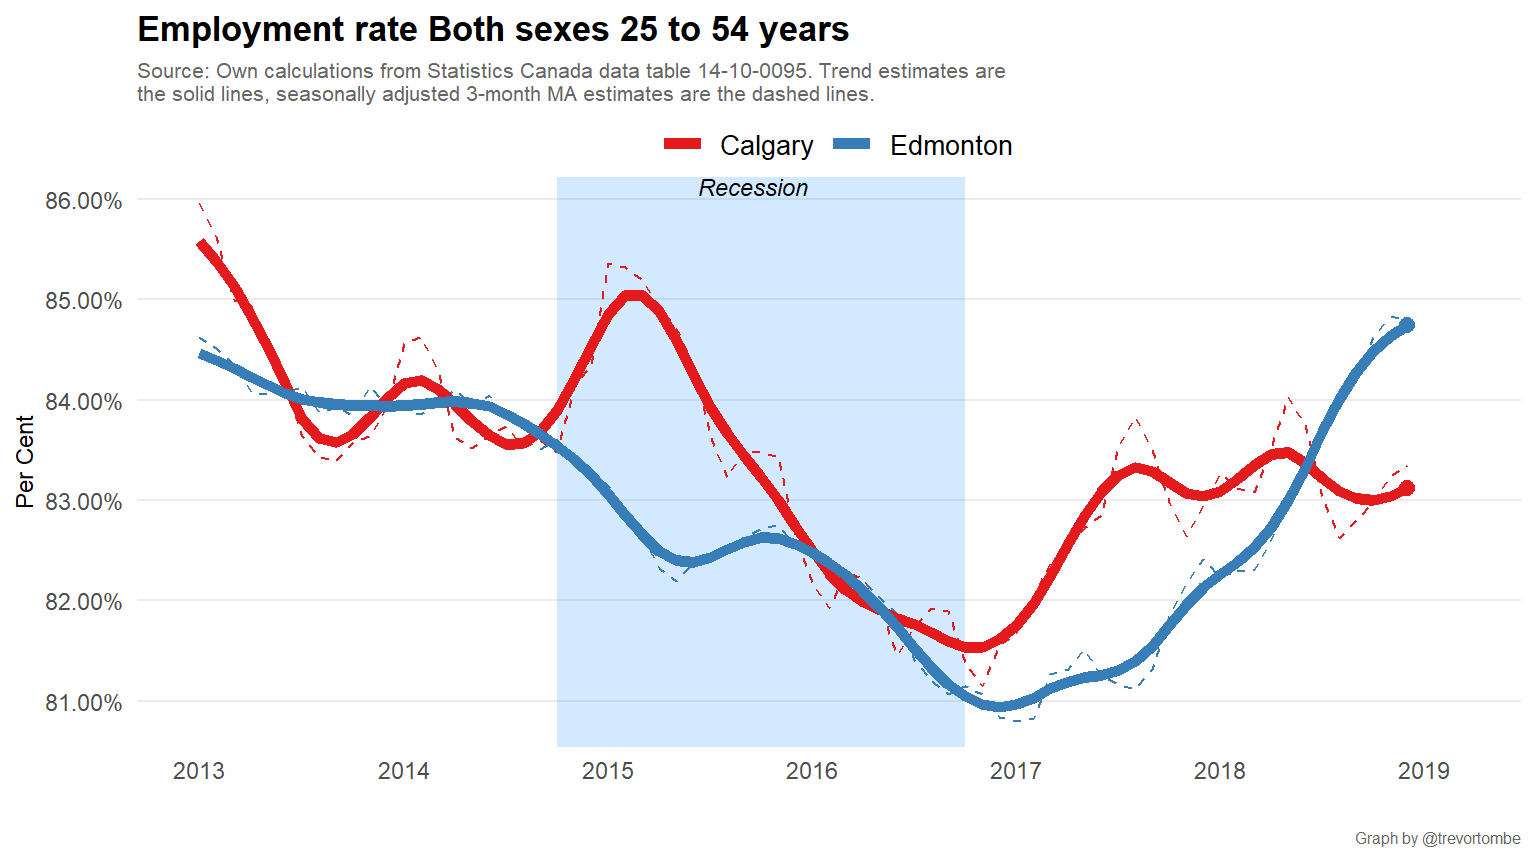 Employment rate Both sexes 25 to 54 years
Source: Own calculations from Statistics Canada data table 14-10-0095. Trend estimates are
the solid lines, seasonally adjusted 3-month MA estimates are the dashed lines.
Calgary Edmonton
Recession
86.00%
85.00%
84.00%
83.00%
82.00%
81.00%
Per Cent
2013 2014 2015 2016 2017 2018 2019
Graph by @trevortombe